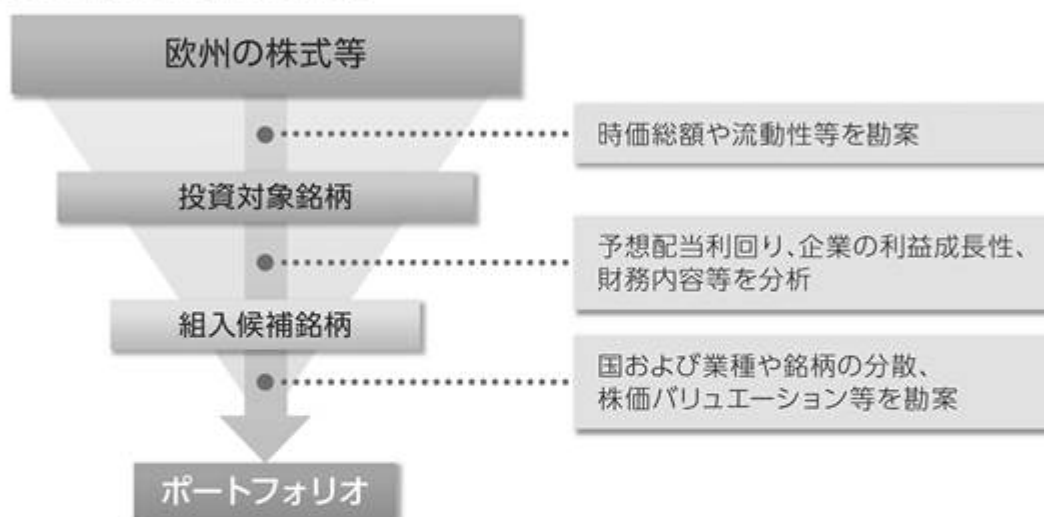 欧州の株式等
時価総額や流動性等を勘案
投資対象銘柄
予想配当利回り、企業の利益成長性、
財務内容等を分析
組入候補銘柄
国および業種や銘柄の分散、
株価バリュエーション等を勘案
ポートフォリオ